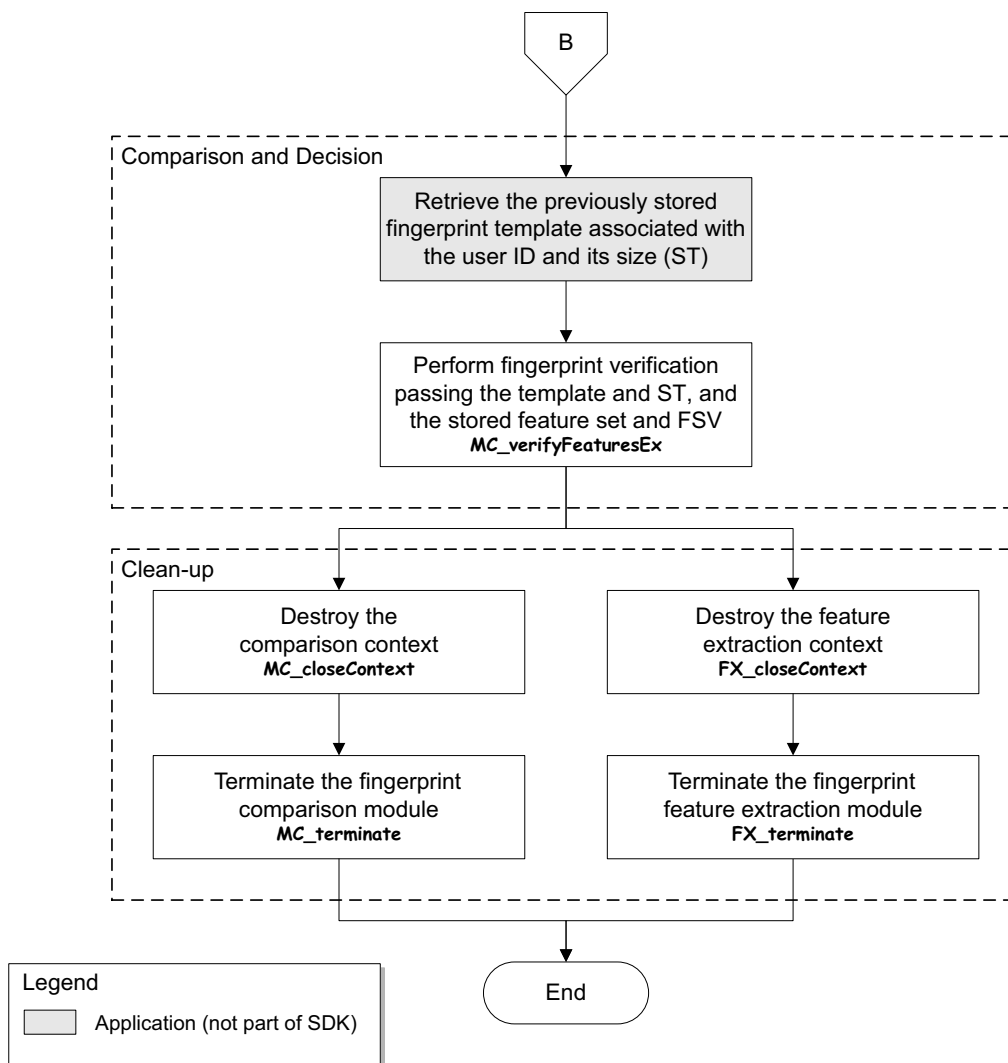 B
Comparison and Decision
Retrieve the previously stored
fingerprint template associated with
the user ID and its size (ST)
Perform fingerprint verification
passing the template and ST, and
the stored feature set and FSV
MC_verifyFeaturesEx
Clean-up
Destroy the
comparison context
MC_closeContext
Destroy the feature
extraction context
FX_closeContext
Terminate the fingerprint
comparison module
MC_terminate
Terminate the fingerprint
feature extraction module
FX_terminate
End
Legend
Application (not part of SDK)